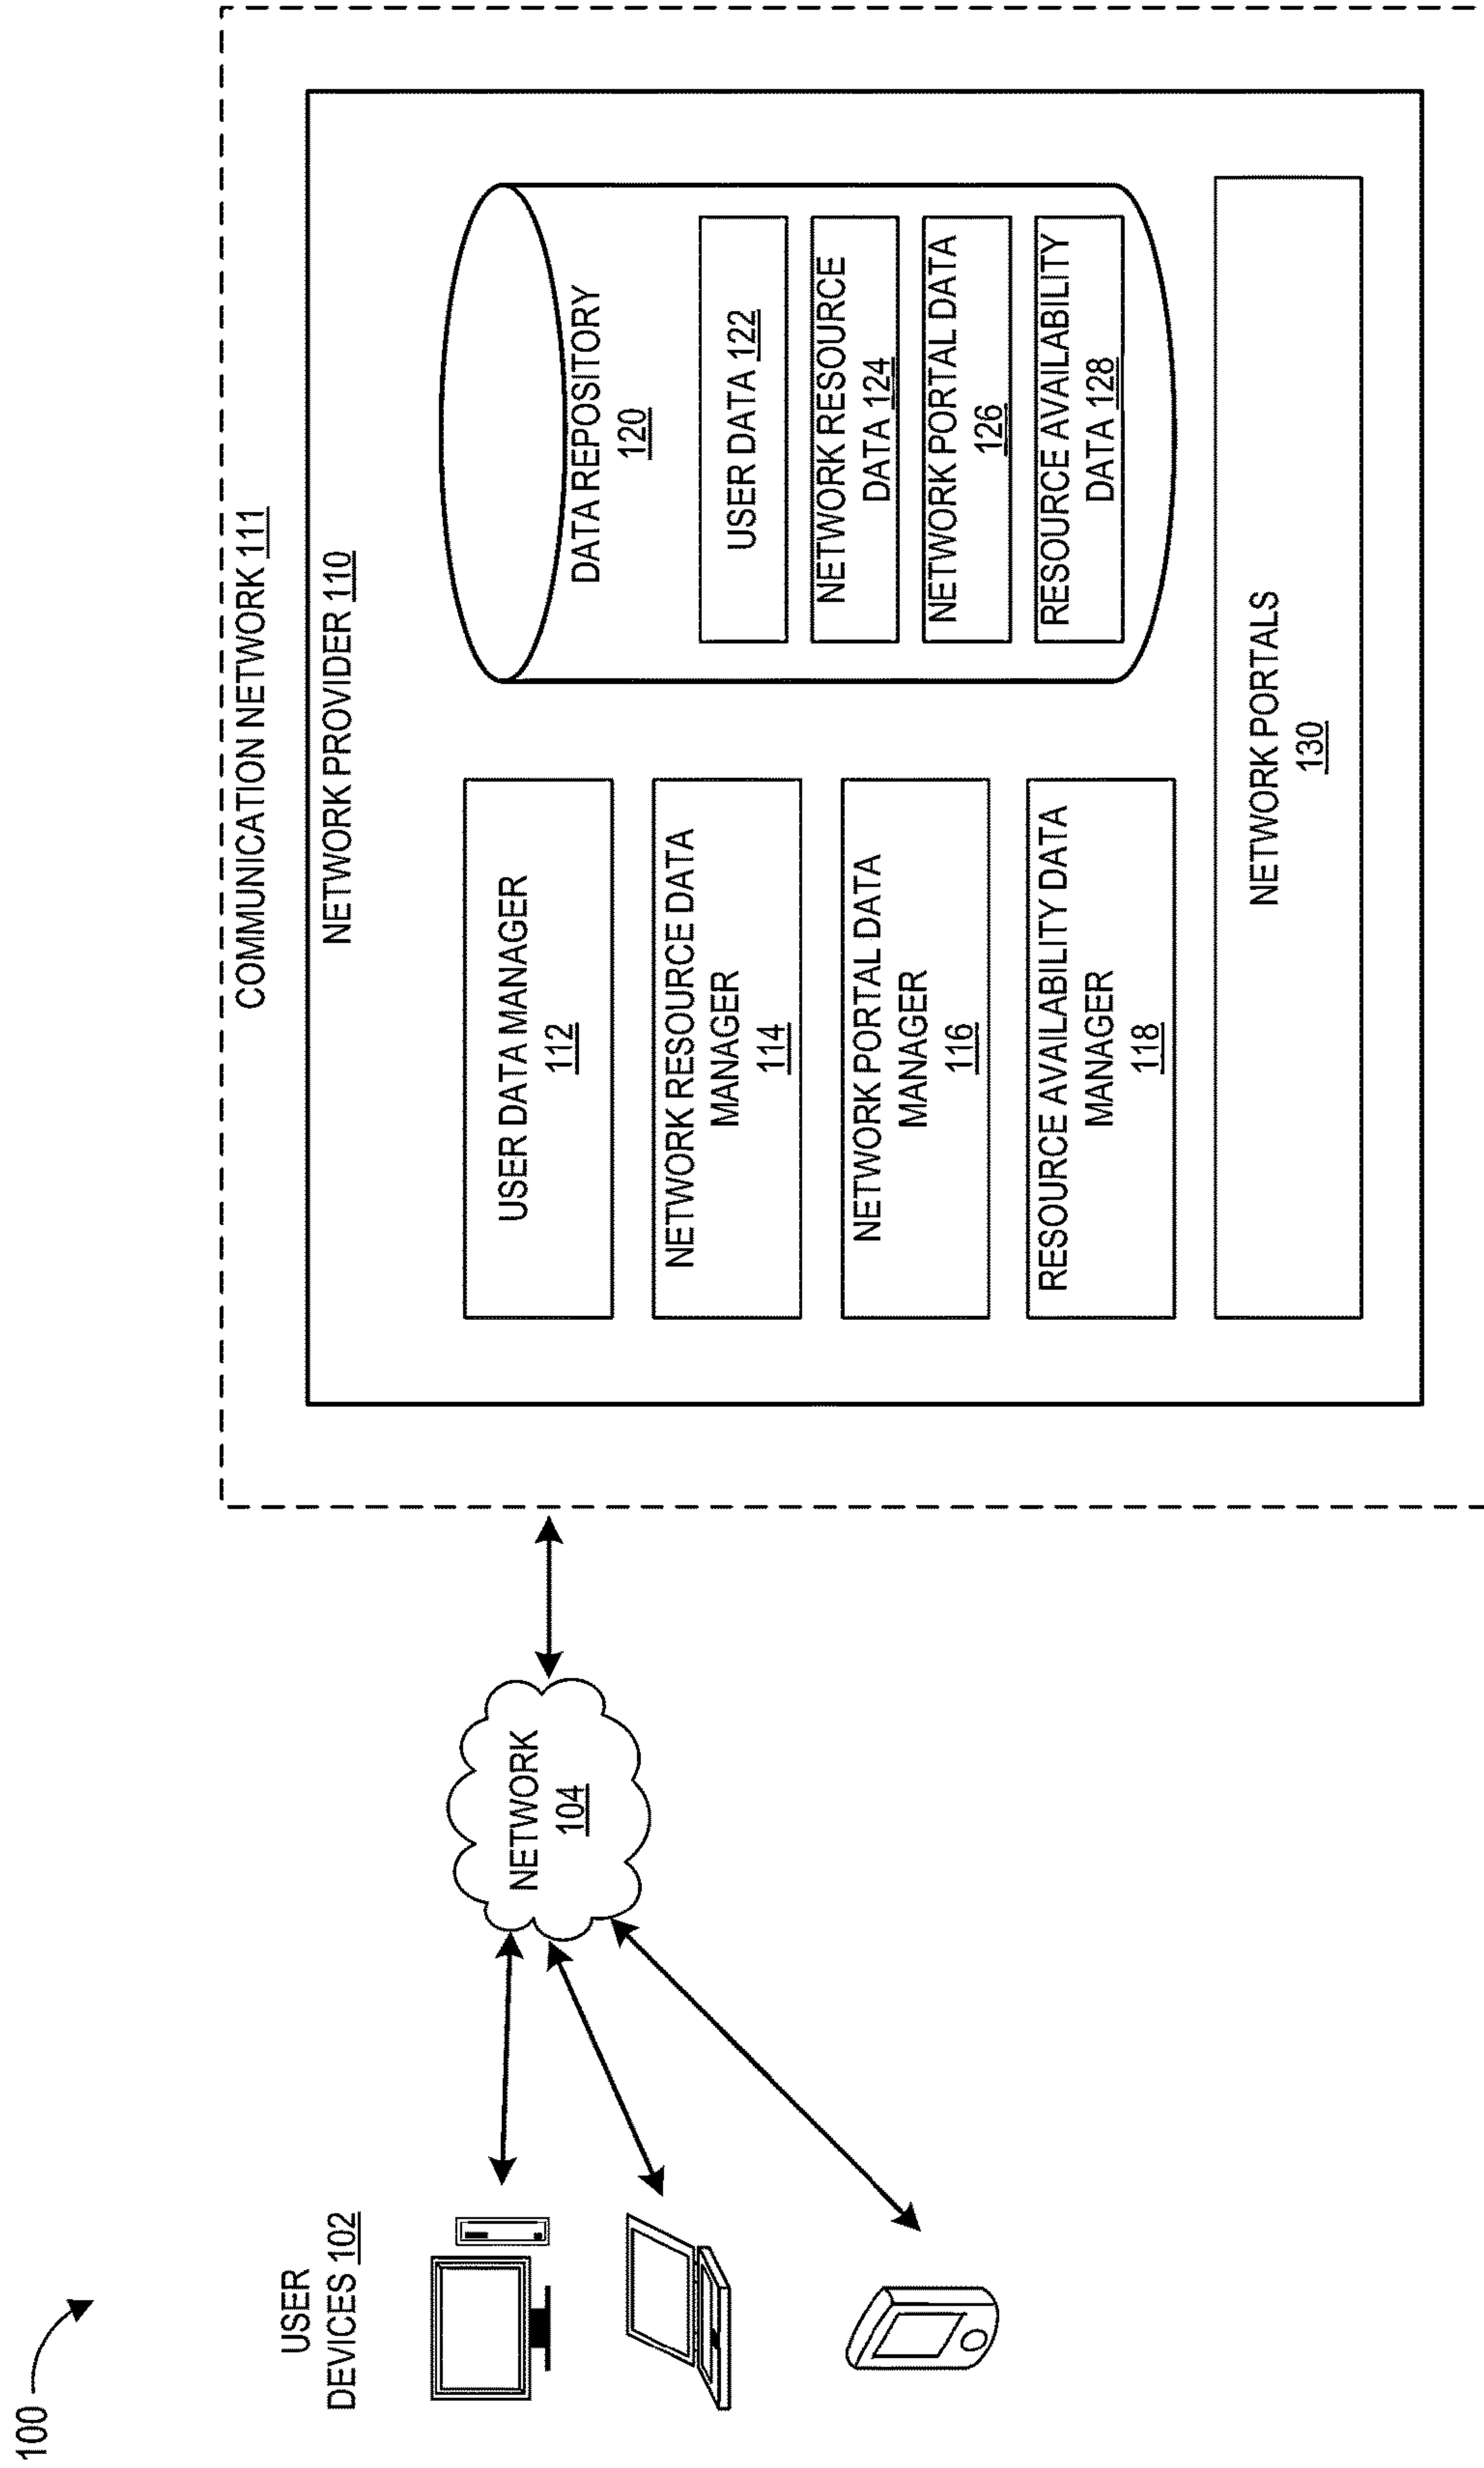 100
USER
DEVICES 102
NETWORK
104
COMMUNICATION NETWORK 111
NETWORK PROVIDER 110
USER DATA MANAGER
112
NETWORK RESOURCE DATA
MANAGER
114
NETWORK PORTAL DATA
MANAGER
116
RESOURCE AVAILABILITY DATA
MANAGER
118
DATA REPOSITORY
120
USER DATA 122
NETWORK RESOURCE
DATA 124
NETWORK PORTAL DATA
126
RESOURCE AVAILABILITY
DATA 128
NETWORK PORTALS
130